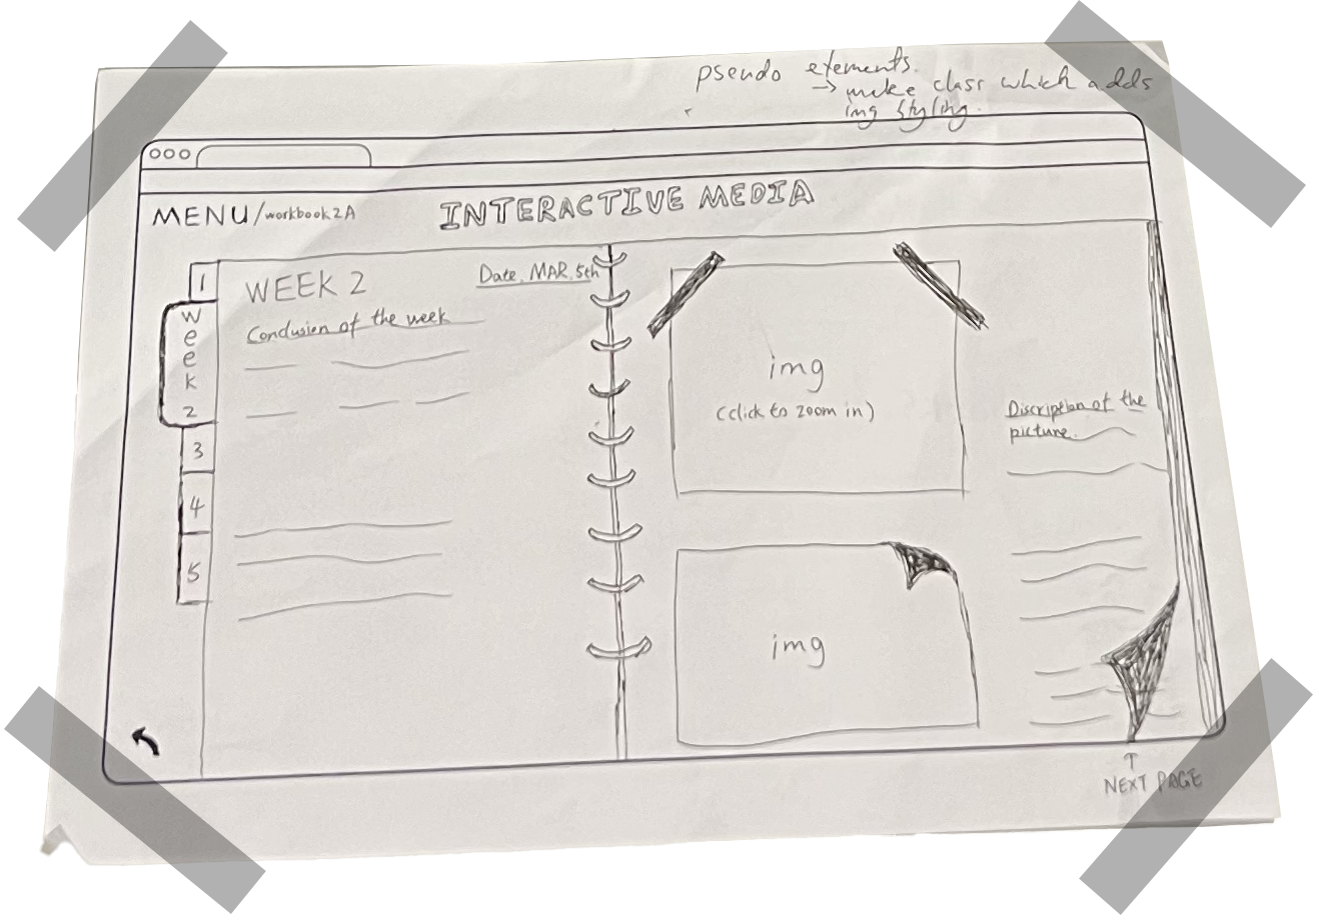 pseudo elements.
→ make class which adds
img styling.
MENU/workbook2A
INTERACTIVE MEDIA
1
WEEK 2
Date. MAR. 5th
Conclusion of the week
Week 2
3
4
5
img
(click to zoom in)
Discription of the
picture.
img
↑
NEXT PAGE